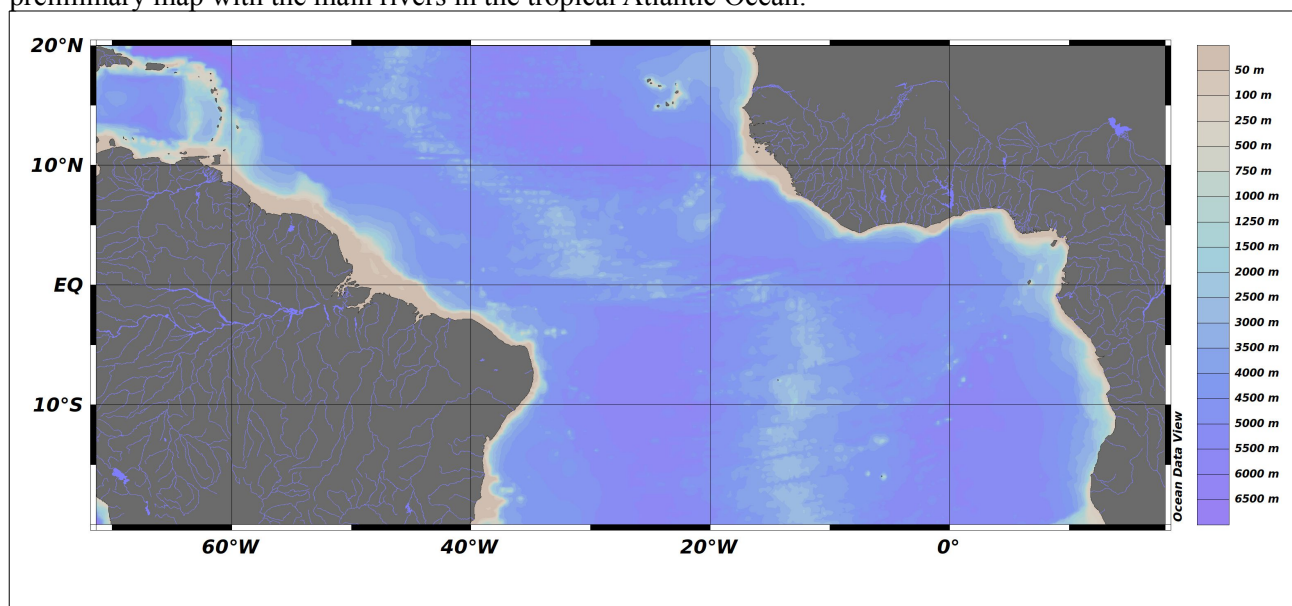 preliminary map with the main rivers in the tropical Atlantic Ocean.
20°N
10°N
EQ
10°S
60°W
40°W
20°W
0°
Ocean Data View
50 m
100 m
250 m
500 m
750 m
1000 m
1250 m
1500 m
2000 m
2500 m
3000 m
3500 m
4000 m
4500 m
5000 m
5500 m
6000 m
6500 m